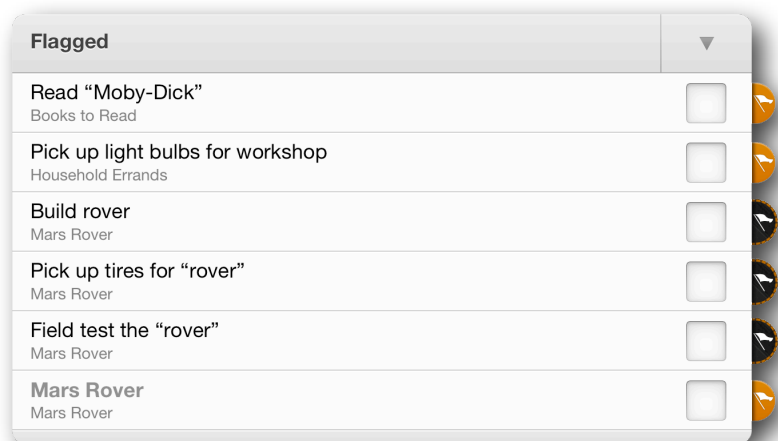 Flagged
Read “Moby-Dick”
Books to Read
Pick up light bulbs for workshop
Household Errands
Build rover
Mars Rover
Pick up tires for “rover”
Mars Rover
Field test the “rover”
Mars Rover
Mars Rover
Mars Rover